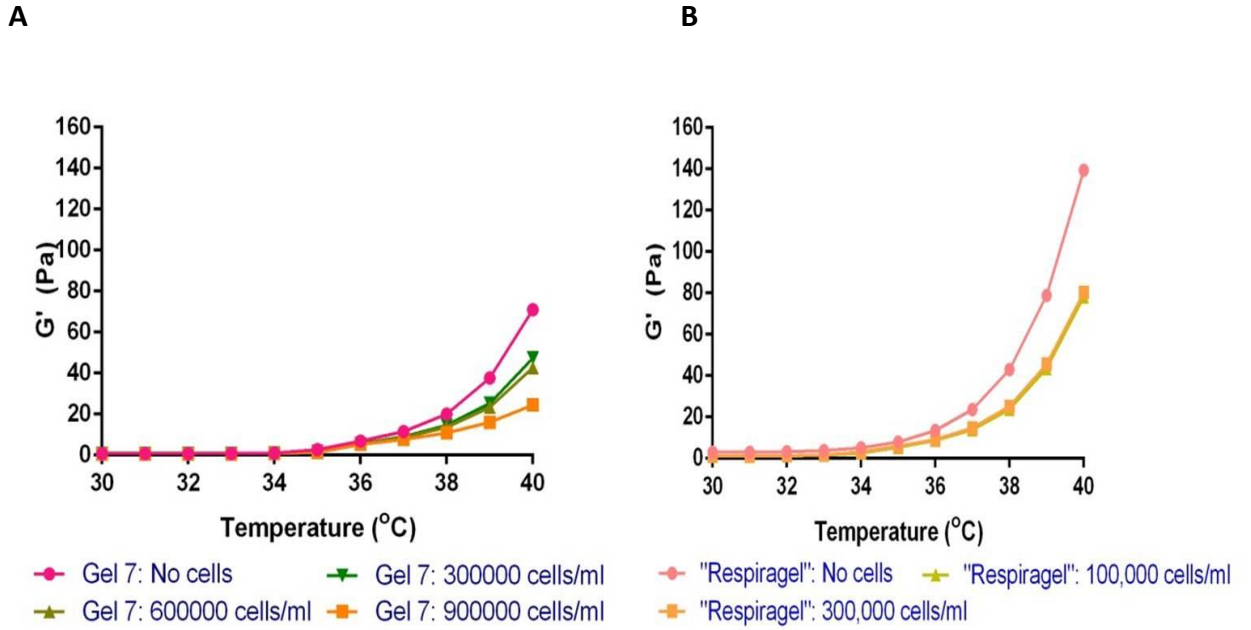 A
B
160
140
120
100
80
60
40
20
0
G' (Pa)
30 32 34 36 38 40
Temperature (°C)
160
140
120
100
80
60
40
20
0
G' (Pa)
30 32 34 36 38 40
Temperature (°C)
Gel 7: No cells
Gel 7: 300000 cells/ml
Gel 7: 600000 cells/ml
Gel 7: 900000 cells/ml
"Respiragel": No cells
"Respiragel": 100,000 cells/ml
"Respiragel": 300,000 cells/ml